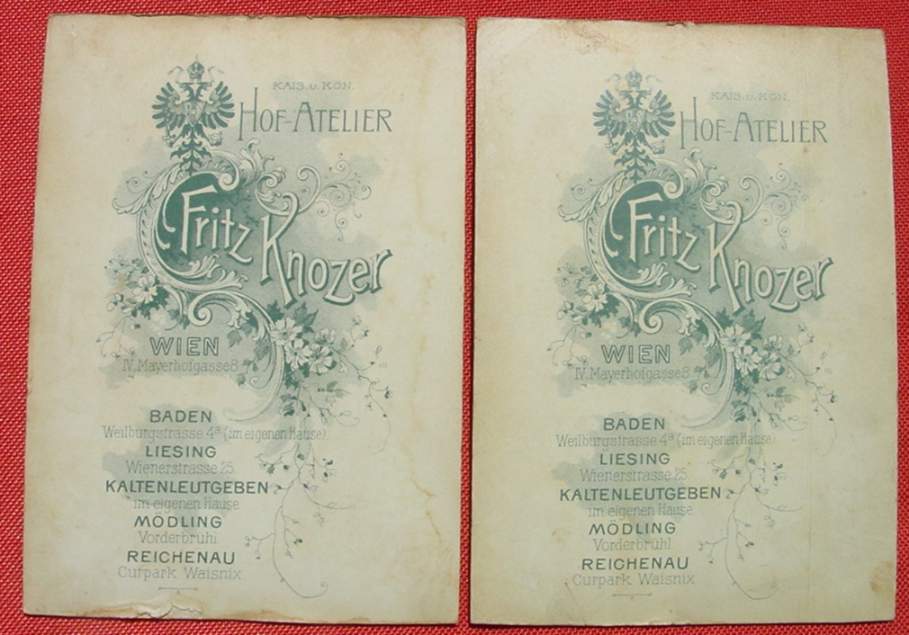 KAIS. u. KÖN.
HOF-ATELIER
Fritz Knozer
WIEN
IV. Mayerhofgasse 8
BADEN
Weilburgstrasse 4a (im eigenen Hause)
LIESING
Wienerstrasse 25
KALTENLEUTGEBEN
im eigenen Hause
MÖDLING
Vorderbrühl
REICHENAU
Curpark Waisnix
KAIS. u. KÖN.
HOF-ATELIER
Fritz Knozer
WIEN
IV. Mayerhofgasse 8
BADEN
Weilburgstrasse 4a (im eigenen Hause)
LIESING
Wienerstrasse 25
KALTENLEUTGEBEN
im eigenen Hause
MÖDLING
Vorderbrühl
REICHENAU
Curpark Waisnix